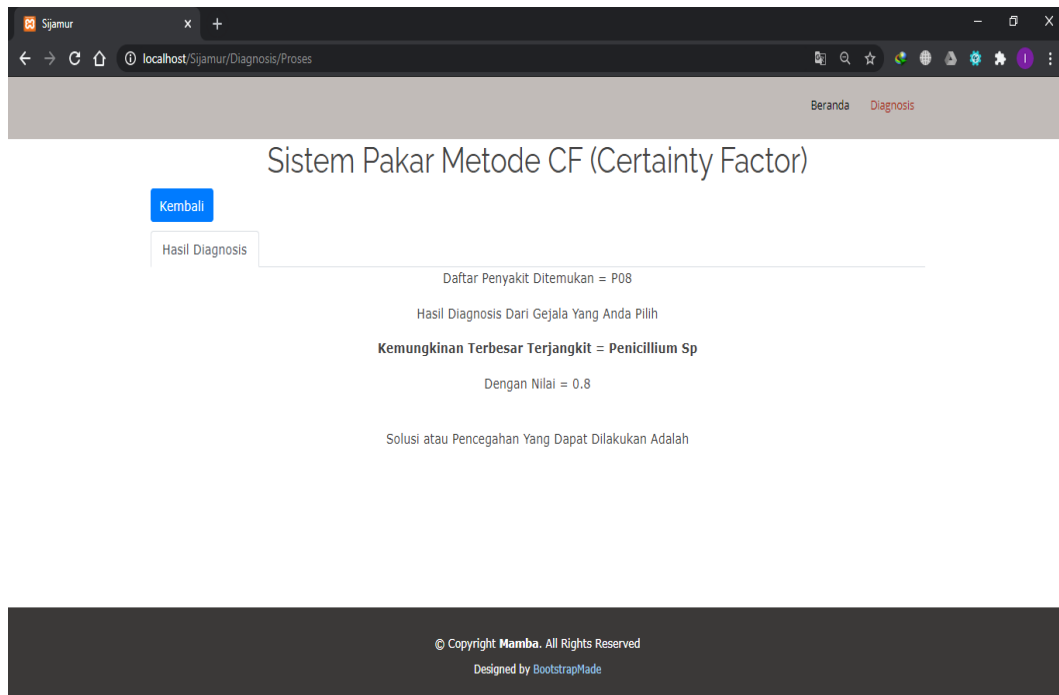 Sijamur
localhost/Sijamur/Diagnosis/Proses
I
Beranda Diagnosis
Sistem Pakar Metode CF (Certainty Factor)
Kembali
Hasil Diagnosis
Daftar Penyakit Ditemukan = P08
Hasil Diagnosis Dari Gejala Yang Anda Pilih
Kemungkinan Terbesar Terjangkit = Penicillium Sp
Dengan Nilai = 0.8
Solusi atau Pencegahan Yang Dapat Dilakukan Adalah
© Copyright Mamba. All Rights Reserved
Designed by BootstrapMade